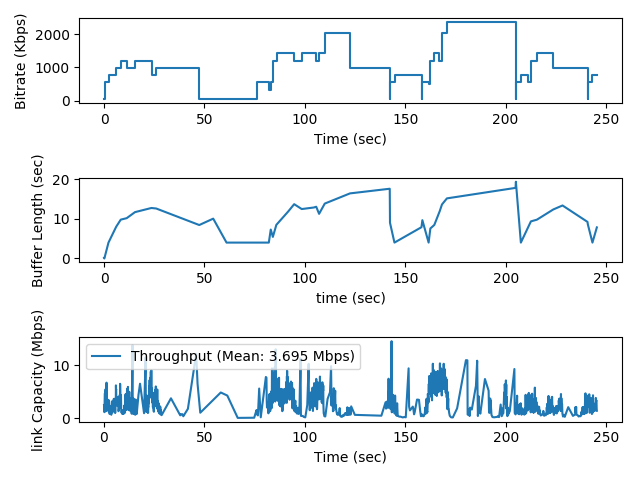 Bitrate (Kbps)
2000
1000
0
0 50 100 150 200 250
Time (sec)
Buffer Length (sec)
20
10
0
0 50 100 150 200 250
time (sec)
link Capacity (Mbps)
Throughput (Mean: 3.695 Mbps)
10
0
0 50 100 150 200 250
Time (sec)